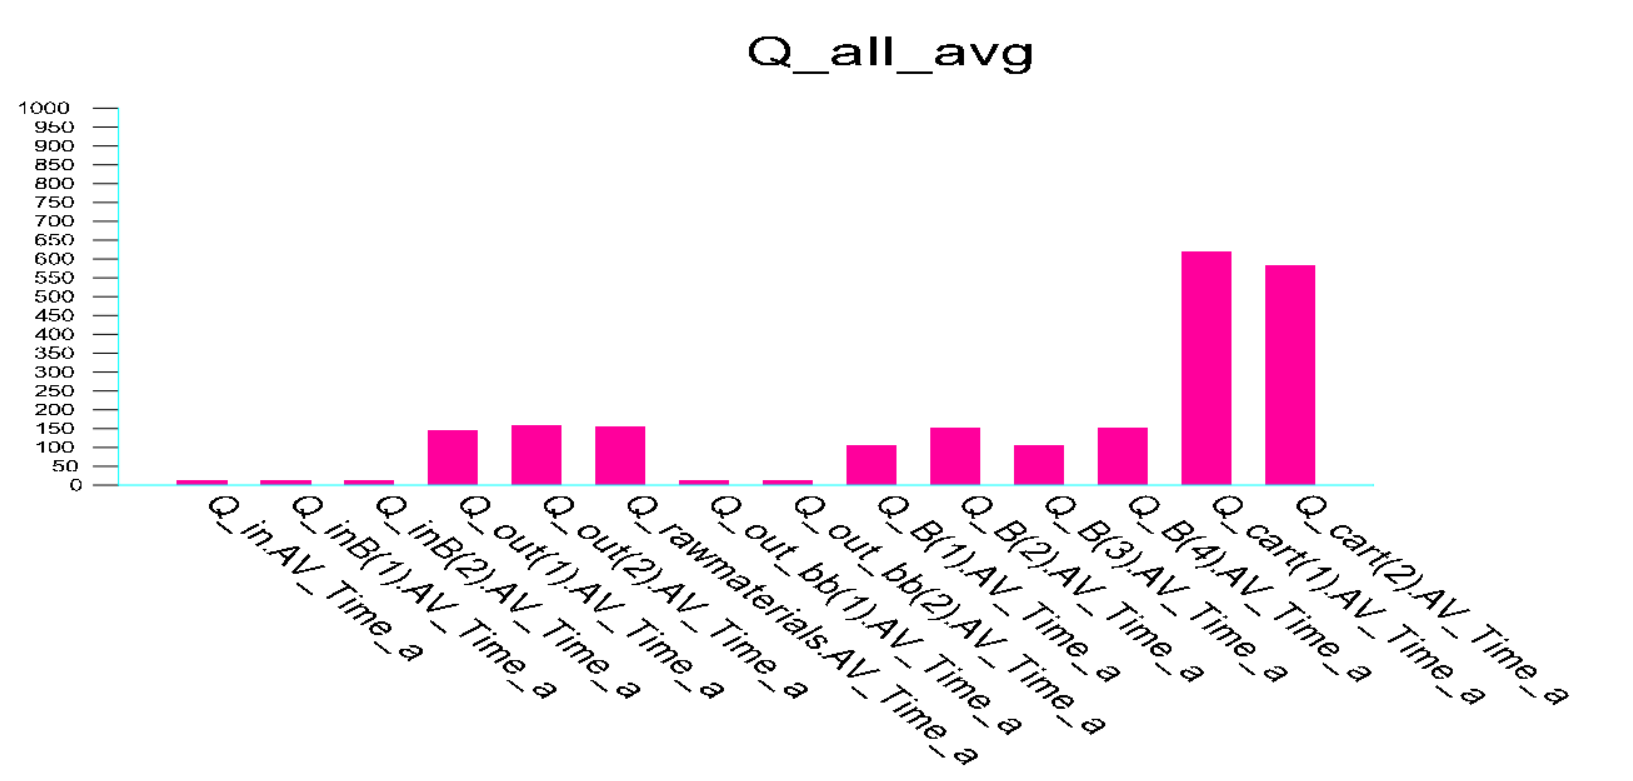 Q_all_avg
1000
950
900
850
800
750
700
650
600
550
500
450
400
350
300
250
200
150
100
50
0
Q_in.AV_Time_a
Q_inB(1).AV_Time_a
Q_inB(2).AV_Time_a
Q_out(1).AV_Time_a
Q_out(2).AV_Time_a
Q_rawmaterials.AV_Time_a
Q_out_bb(1).AV_Time_a
Q_out_bb(2).AV_Time_a
Q_B(1).AV_Time_a
Q_B(2).AV_Time_a
Q_B(3).AV_Time_a
Q_B(4).AV_Time_a
Q_cart(1).AV_Time_a
Q_cart(2).AV_Time_a